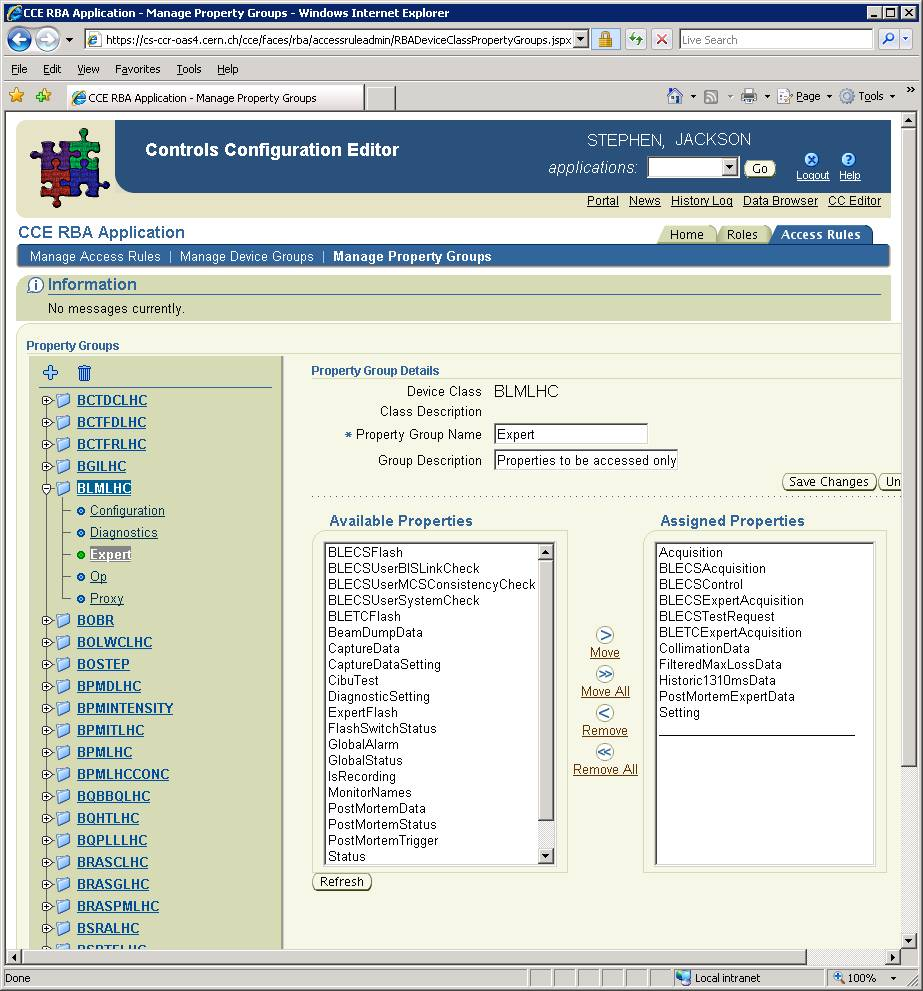 CCE RBA Application - Manage Property Groups - Windows Internet Explorer
https://cs-ccr-oas4.cern.ch/cce/faces/rba/accessruleadmin/RBADeviceClassPropertyGroups.jspx
Live Search
File Edit View Favorites Tools Help
CCE RBA Application - Manage Property Groups
Page Tools
Controls Configuration Editor
STEPHEN, JACKSON
applications: Go
Logout Help
Portal News History Log Data Browser CC Editor
CCE RBA Application
Home Roles Access Rules
Manage Access Rules | Manage Device Groups | Manage Property Groups
Information
No messages currently.
Property Groups
BCTDCLHC
BCTFDLHC
BCTFRLHC
BGILHC
BLMLHC
Configuration
Diagnostics
Expert
Op
Proxy
BOBR
BOLWCLHC
BOSTEP
BPMDLHC
BPMINTENSITY
BPMITLHC
BPMLHC
BPMLHCCONC
BQBBQLHC
BQHTLHC
BQPLLLHC
BRASCLHC
BRASGLHC
BRASPMLHC
BSRALHC
Property Group Details
Device Class BLMLHC
Class Description
* Property Group Name Expert
Group Description Properties to be accessed only
Save Changes Un
Available Properties
BLECSFlash
BLECSUserBISLinkCheck
BLECSUserMCSConsistencyCheck
BLECSUserSystemCheck
BLETCFlash
BeamDumpData
CaptureData
CaptureDataSetting
CibuTest
DiagnosticSetting
ExpertFlash
FlashSwitchStatus
GlobalAlarm
GlobalStatus
IsRecording
MonitorNames
PostMortemData
PostMortemStatus
PostMortemTrigger
Status
Refresh
Move
Move All
Remove
Remove All
Assigned Properties
Acquisition
BLECSAcquisition
BLECSControl
BLECSExpertAcquisition
BLECSTestRequest
BLETCExpertAcquisition
CollimationData
FilteredMaxLossData
Historic1310msData
PostMortemExpertData
Setting
Done
Local intranet
100%